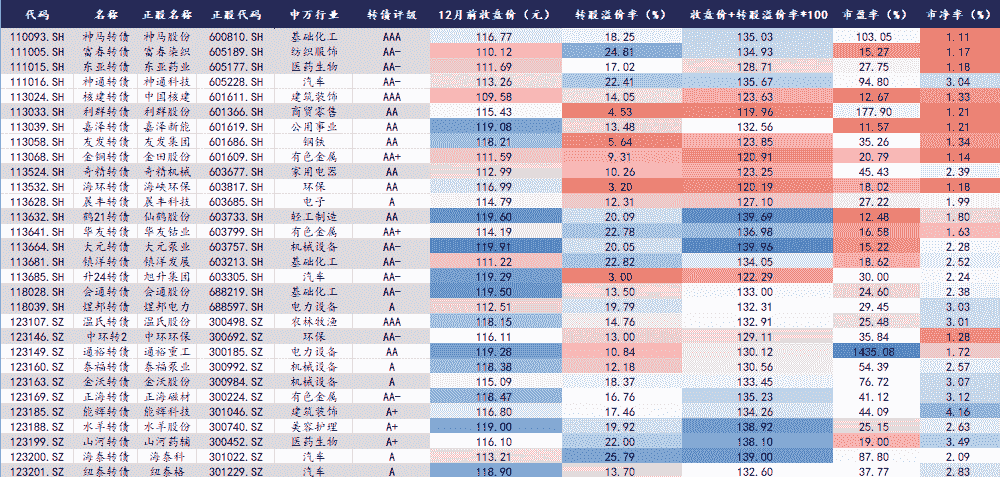 代码 名称 正股名称 正股代码 申万行业 转债评级 12月前收盘价（元） 转股溢价率（%） 收盘价+转股溢价率*100 市盈率（%） 市净率（%）
110093.SH 神马转债 神马股份 600810.SH 基础化工 AAA 116.77 18.25 135.03 103.05 1.11
111005.SH 富春转债 富春染织 605189.SH 纺织服饰 AA- 110.12 24.81 134.93 15.27 1.17
111015.SH 东亚转债 东亚药业 605177.SH 医药生物 AA- 111.69 17.02 128.71 27.75 1.18
111016.SH 神通转债 神通科技 605228.SH 汽车 AA- 113.26 22.41 135.67 94.80 3.04
113024.SH 核建转债 中国核建 601611.SH 建筑装饰 AAA 109.58 14.05 123.63 12.67 1.33
113033.SH 利群转债 利群股份 601366.SH 商贸零售 AA 115.43 4.53 119.96 177.90 1.21
113039.SH 嘉泽转债 嘉泽新能 601619.SH 公用事业 AA 119.08 13.48 132.56 11.57 1.21
113058.SH 友发转债 友发集团 601686.SH 钢铁 AA 118.21 5.64 123.85 35.26 1.34
113068.SH 金铜转债 金田股份 601609.SH 有色金属 AA+ 111.59 9.31 120.91 20.79 1.14
113524.SH 奇精转债 奇精机械 603677.SH 家用电器 AA- 112.99 10.26 123.25 45.43 2.39
113532.SH 海环转债 海峡环保 603817.SH 环保 AA 116.99 3.20 120.19 18.02 1.18
113628.SH 晨丰转债 晨丰科技 603685.SH 电子 A 114.79 12.31 127.10 27.22 1.99
113632.SH 鹤21转债 仙鹤股份 603733.SH 轻工制造 AA 119.60 20.09 139.69 12.48 1.80
113641.SH 华友转债 华友钴业 603799.SH 有色金属 AA+ 114.19 22.78 136.98 16.58 1.63
113664.SH 大元转债 大元泵业 603757.SH 机械设备 AA- 119.91 20.05 139.96 15.22 2.28
113681.SH 镇洋转债 镇洋发展 603213.SH 基础化工 AA- 111.22 22.82 134.05 18.62 2.52
113685.SH 升24转债 旭升集团 603305.SH 汽车 AA- 119.29 3.00 122.29 30.00 2.24
118028.SH 会通转债 会通股份 688219.SH 基础化工 AA- 119.50 13.50 133.00 24.60 2.38
118039.SH 煜邦转债 煜邦电力 688597.SH 电力设备 A 112.51 19.79 132.31 29.45 3.03
123107.SZ 温氏转债 温氏股份 300498.SZ 农林牧渔 AAA 118.15 14.76 132.91 25.48 3.01
123146.SZ 中环转2 中环环保 300692.SZ 环保 AA- 116.11 13.00 129.11 35.84 1.28
123149.SZ 通裕转债 通裕重工 300185.SZ 电力设备 AA 119.28 10.84 130.12 1435.08 1.72
123160.SZ 泰福转债 泰福泵业 300992.SZ 机械设备 A 118.38 12.18 130.56 54.39 2.57
123163.SZ 金沃转债 金沃股份 300984.SZ 机械设备 A 115.09 18.37 133.45 76.72 3.07
123169.SZ 正海转债 正海磁材 300224.SZ 有色金属 AA- 118.47 16.76 135.23 41.12 3.12
123185.SZ 能辉转债 能辉科技 301046.SZ 建筑装饰 A+ 116.80 17.46 134.26 44.09 4.16
123188.SZ 水羊转债 水羊股份 300740.SZ 美容护理 A+ 119.00 19.92 138.92 25.15 2.63
123199.SZ 山河转债 山河药辅 300452.SZ 医药生物 A+ 116.10 22.00 138.10 19.00 3.49
123200.SZ 海泰转债 海泰科 301022.SZ 汽车 A 113.21 25.79 139.00 87.80 2.09
123201.SZ 纽泰转债 纽泰格 301229.SZ 汽车 A 118.90 13.70 132.60 37.77 2.83